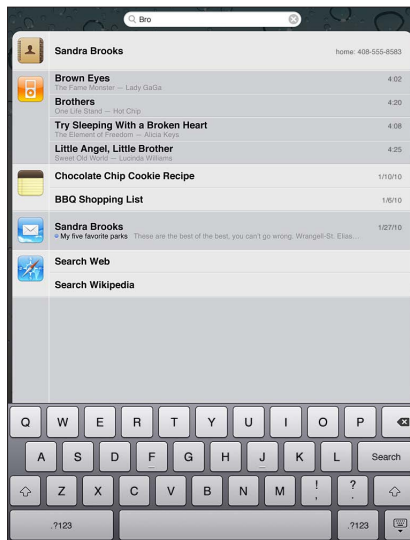 Bro
Sandra Brooks home: 408-555-8583
Brown Eyes 4:02
The Fame Monster — Lady GaGa
Brothers 4:20
One Life Stand — Hot Chip
Try Sleeping With a Broken Heart 4:08
The Element of Freedom — Alicia Keys
Little Angel, Little Brother 4:25
Sweet Old World — Lucinda Williams
Chocolate Chip Cookie Recipe 1/10/10
BBQ Shopping List 1/6/10
Sandra Brooks 1/27/10
My five favorite parks These are the best of the best, you can't go wrong. Wrangell-St. Elias...
Search Web
Search Wikipedia
Q W E R T Y U I O P
A S D F G H J K L Search
Z X C V B N M ! , ? .
.?123 .?123